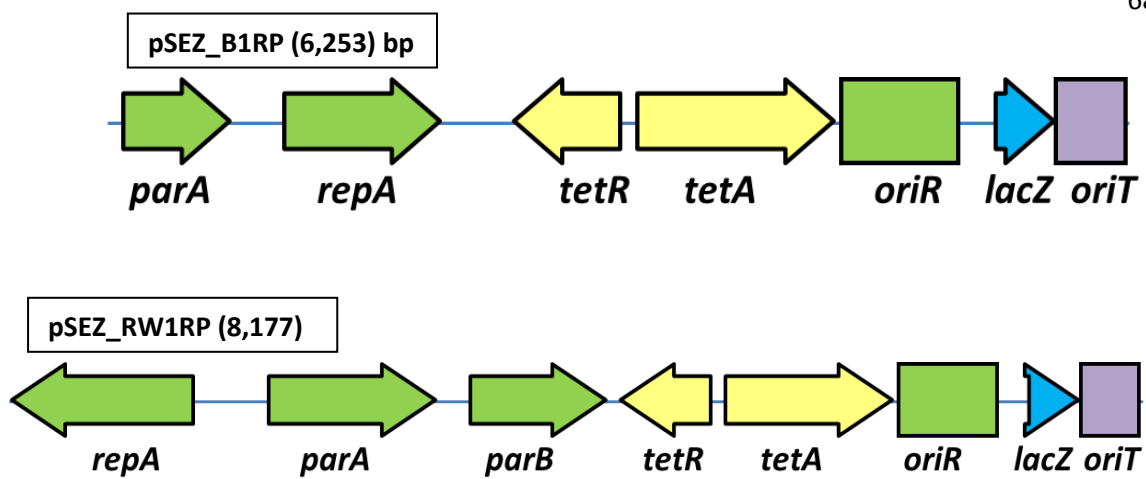 pSEZ_B1RP (6,253) bp
parA repA tetR tetA oriR lacZ oriT
pSEZ_RW1RP (8,177)
repA parA parB tetR tetA oriR lacZ oriT